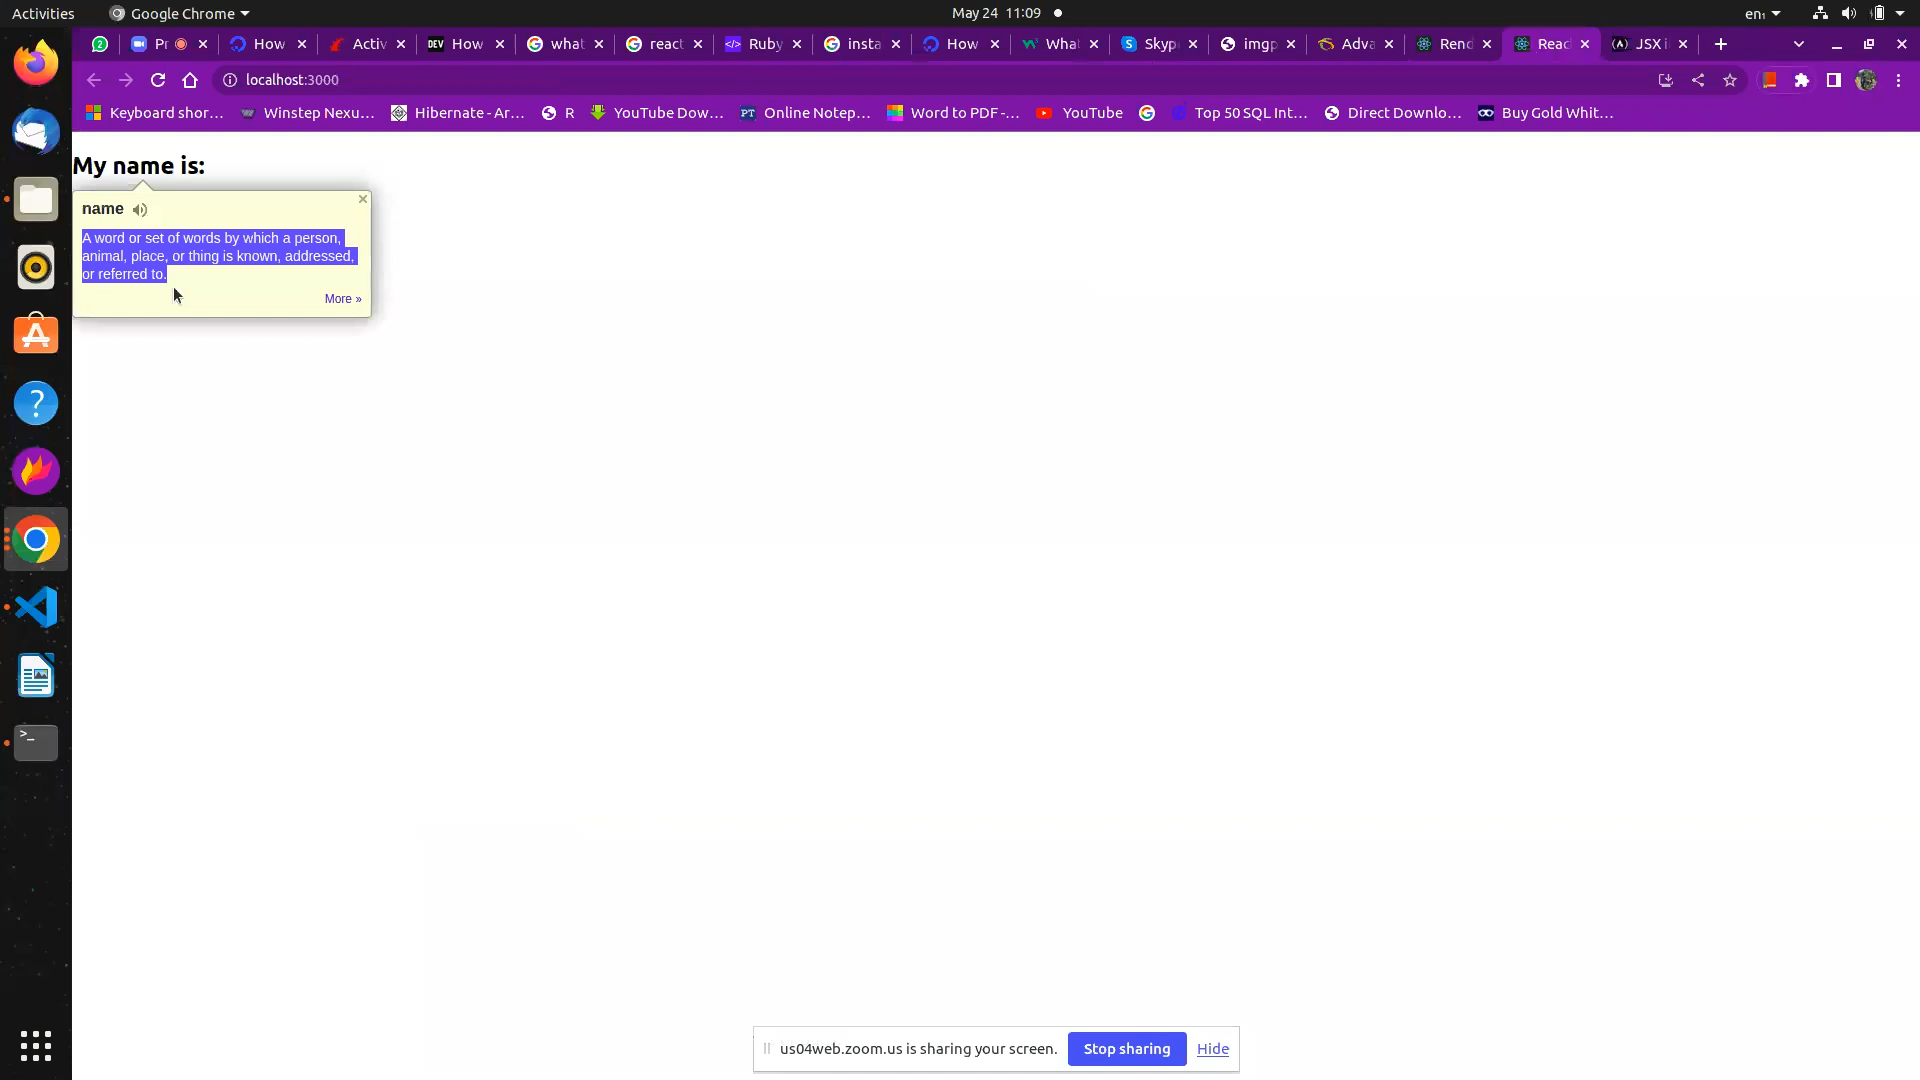 Activities Google Chrome May 24 11:09 en₁
Pr How Activ DEV How what react Ruby insta How What Skyp imgp Adva Rend Reac JSX i
localhost:3000
Keyboard shor... Winstep Nexu... Hibernate - Ar... R YouTube Dow... PT Online Notep... Word to PDF -... YouTube Top 50 SQL Int... Direct Downlo... Buy Gold Whit...
My name is:
name
A word or set of words by which a person,
animal, place, or thing is known, addressed,
or referred to.
More »
us04web.zoom.us is sharing your screen. Stop sharing Hide